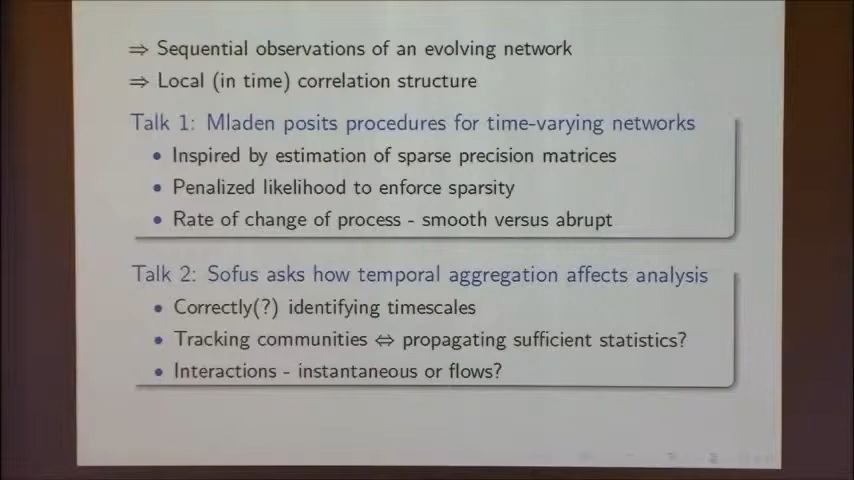 ⇒ Sequential observations of an evolving network
⇒ Local (in time) correlation structure
Talk 1: Mladen posits procedures for time-varying networks
• Inspired by estimation of sparse precision matrices
• Penalized likelihood to enforce sparsity
• Rate of change of process - smooth versus abrupt
Talk 2: Sofus asks how temporal aggregation affects analysis
• Correctly(?) identifying timescales
• Tracking communities ⇔ propagating sufficient statistics?
• Interactions - instantaneous or flows?